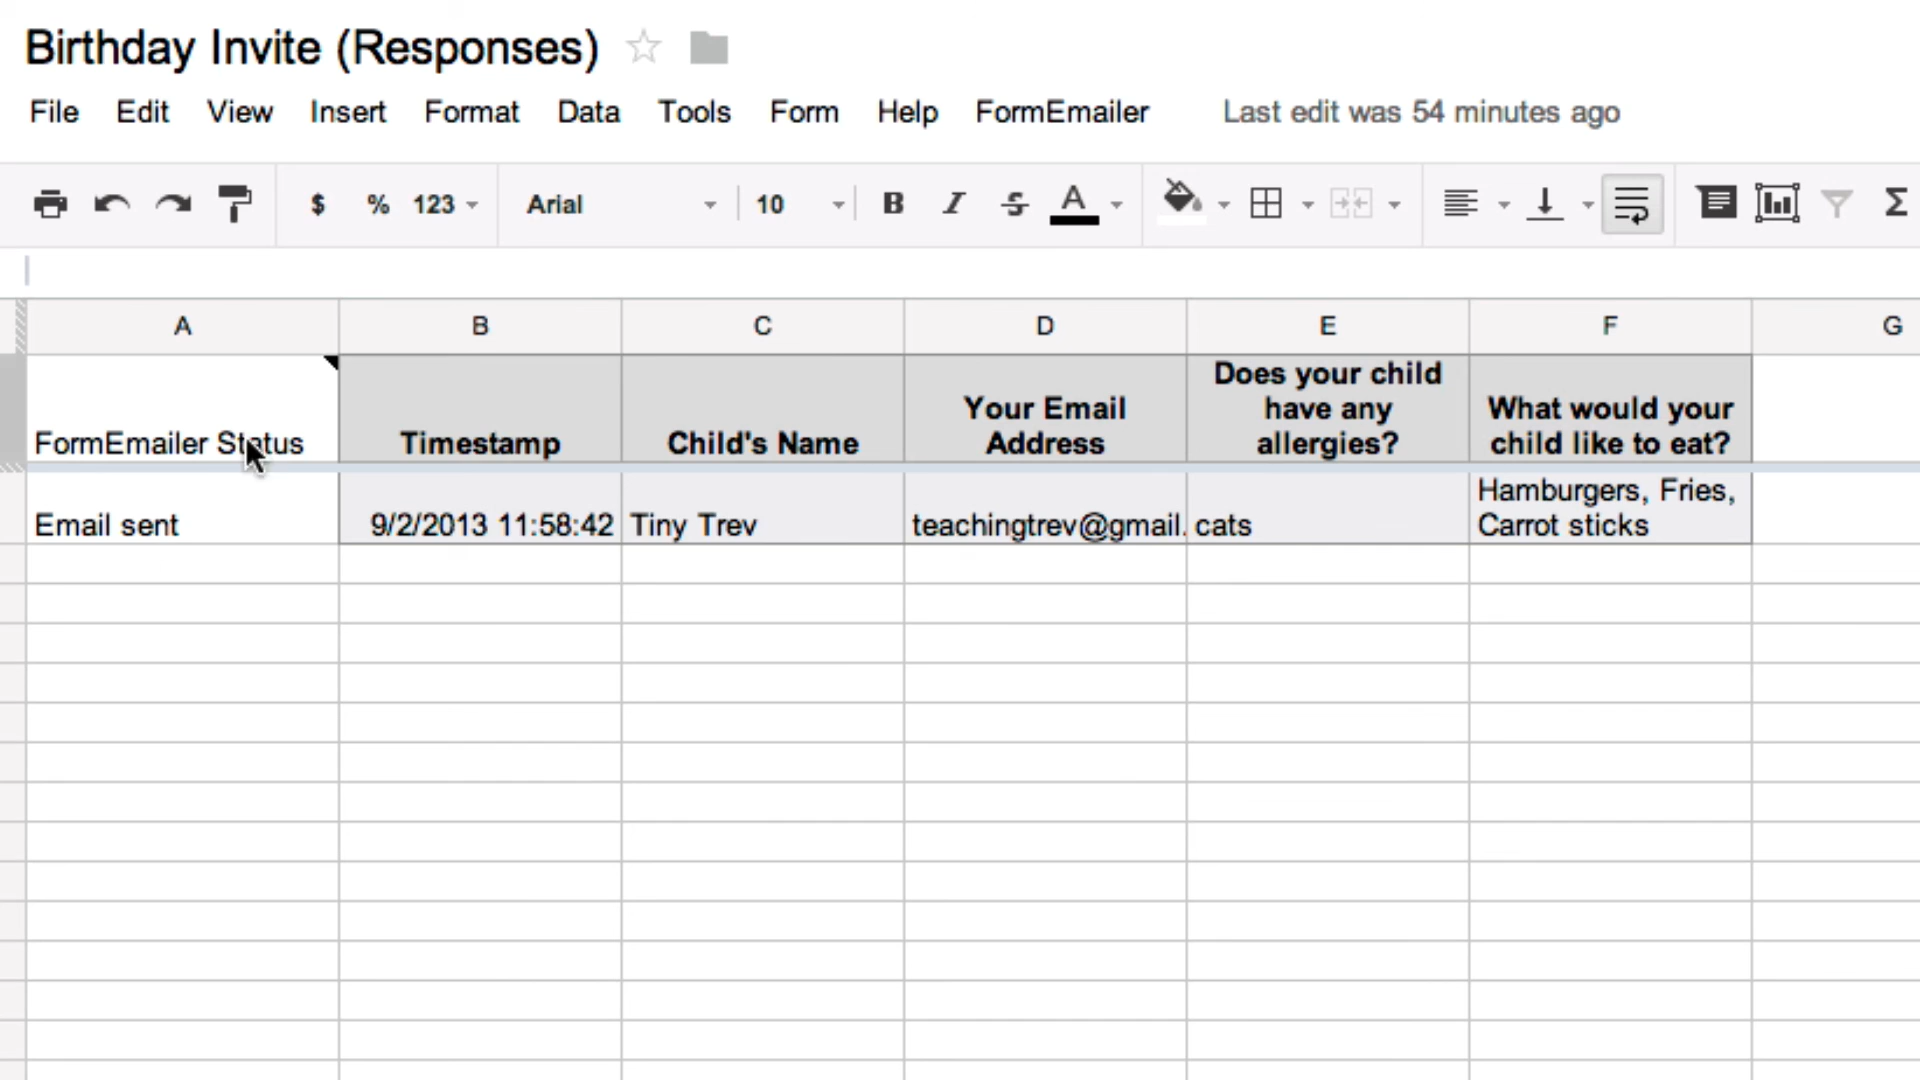 Birthday Invite (Responses)
File Edit View Insert Format Data Tools Form Help FormEmailer Last edit was 54 minutes ago
$ % 123 Arial 10 B I S A Σ
A B C D E F G
FormEmailer Status
Timestamp
Child's Name
Your Email
Address
Does your child
have any
allergies?
What would your
child like to eat?
Email sent
9/2/2013 11:58:42
Tiny Trev
teachingtrev@gmail.
cats
Hamburgers, Fries,
Carrot sticks